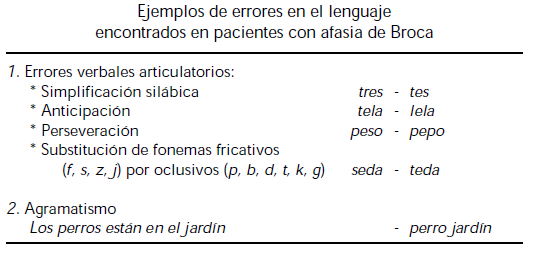 Ejemplos de errores en el lenguaje
encontrados en pacientes con afasia de Broca
1. Errores verbales articulatorios:
* Simplificación silábica tres - tes
* Anticipación tela - lela
* Perseveración peso - pepo
* Substitución de fonemas fricativos
(f, s, z, j) por oclusivos (p, b, d, t, k, g) seda - teda
2. Agramatismo
Los perros están en el jardín - perro jardín